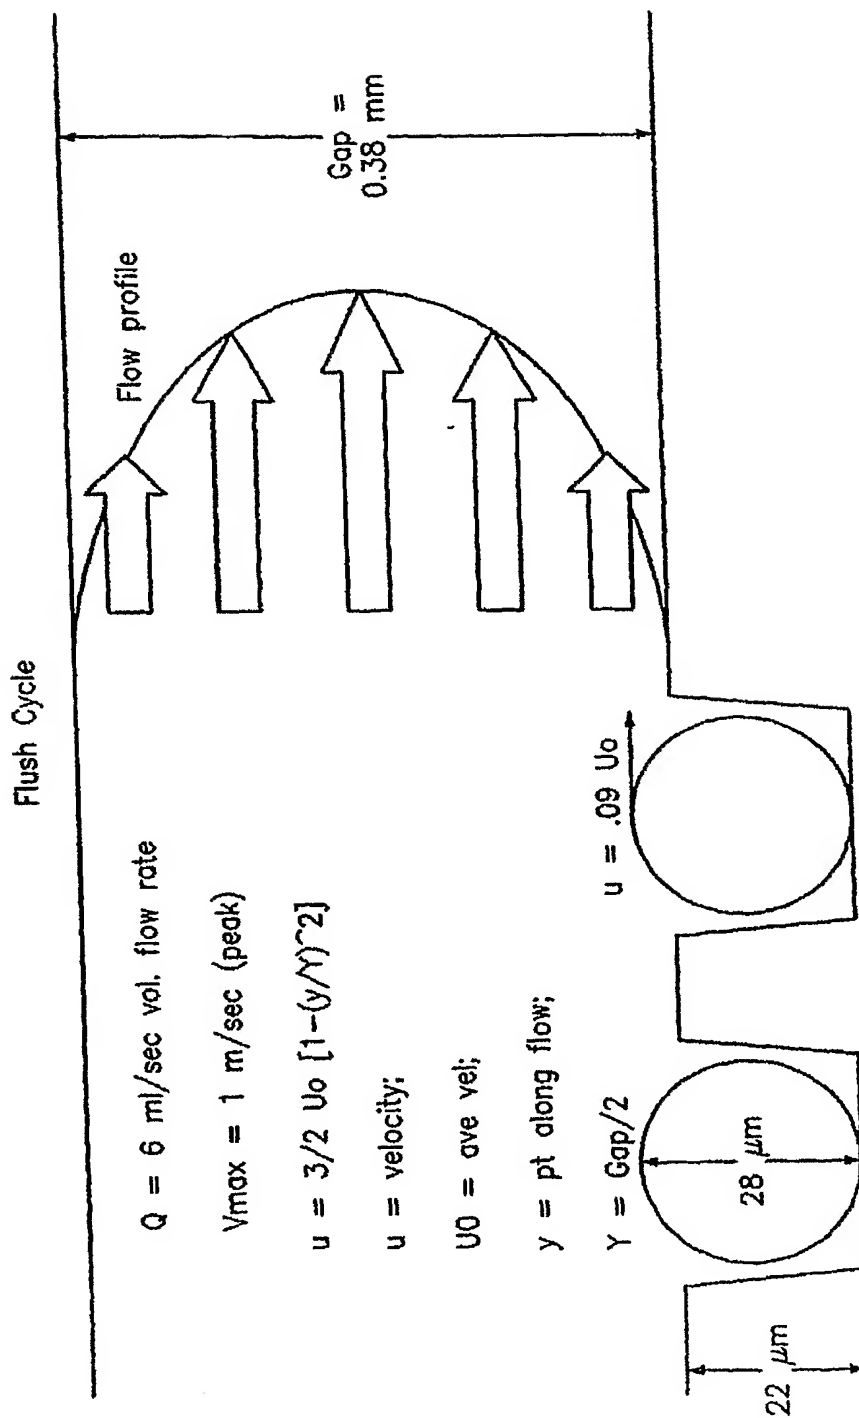 Flush Cycle
Q = 6 ml/sec vol. flow rate
Vmax = 1 m/sec (peak)
u = 3/2 Uo [1-(y/Y)^2]
u = velocity;
U0 = ave vel;
y = pt along flow;
Y = Gap/2
Flow profile
Gap =
0.38 mm
u = .09 Uo
28 μm
22 μm